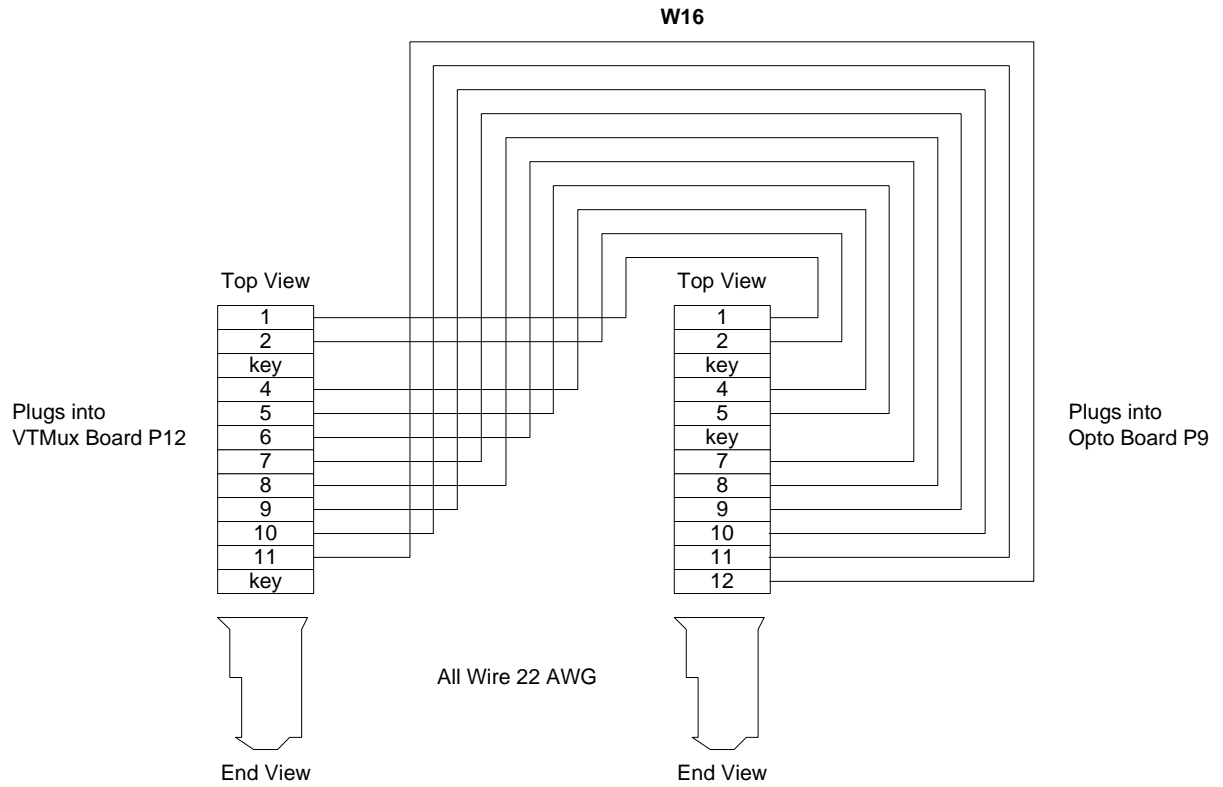 W16
Top View
Top View
1
2
key
4
5
6
7
8
9
10
11
key
1
2
key
4
5
key
7
8
9
10
11
12
Plugs into
VTMux Board P12
Plugs into
Opto Board P9
All Wire 22 AWG
End View
End View